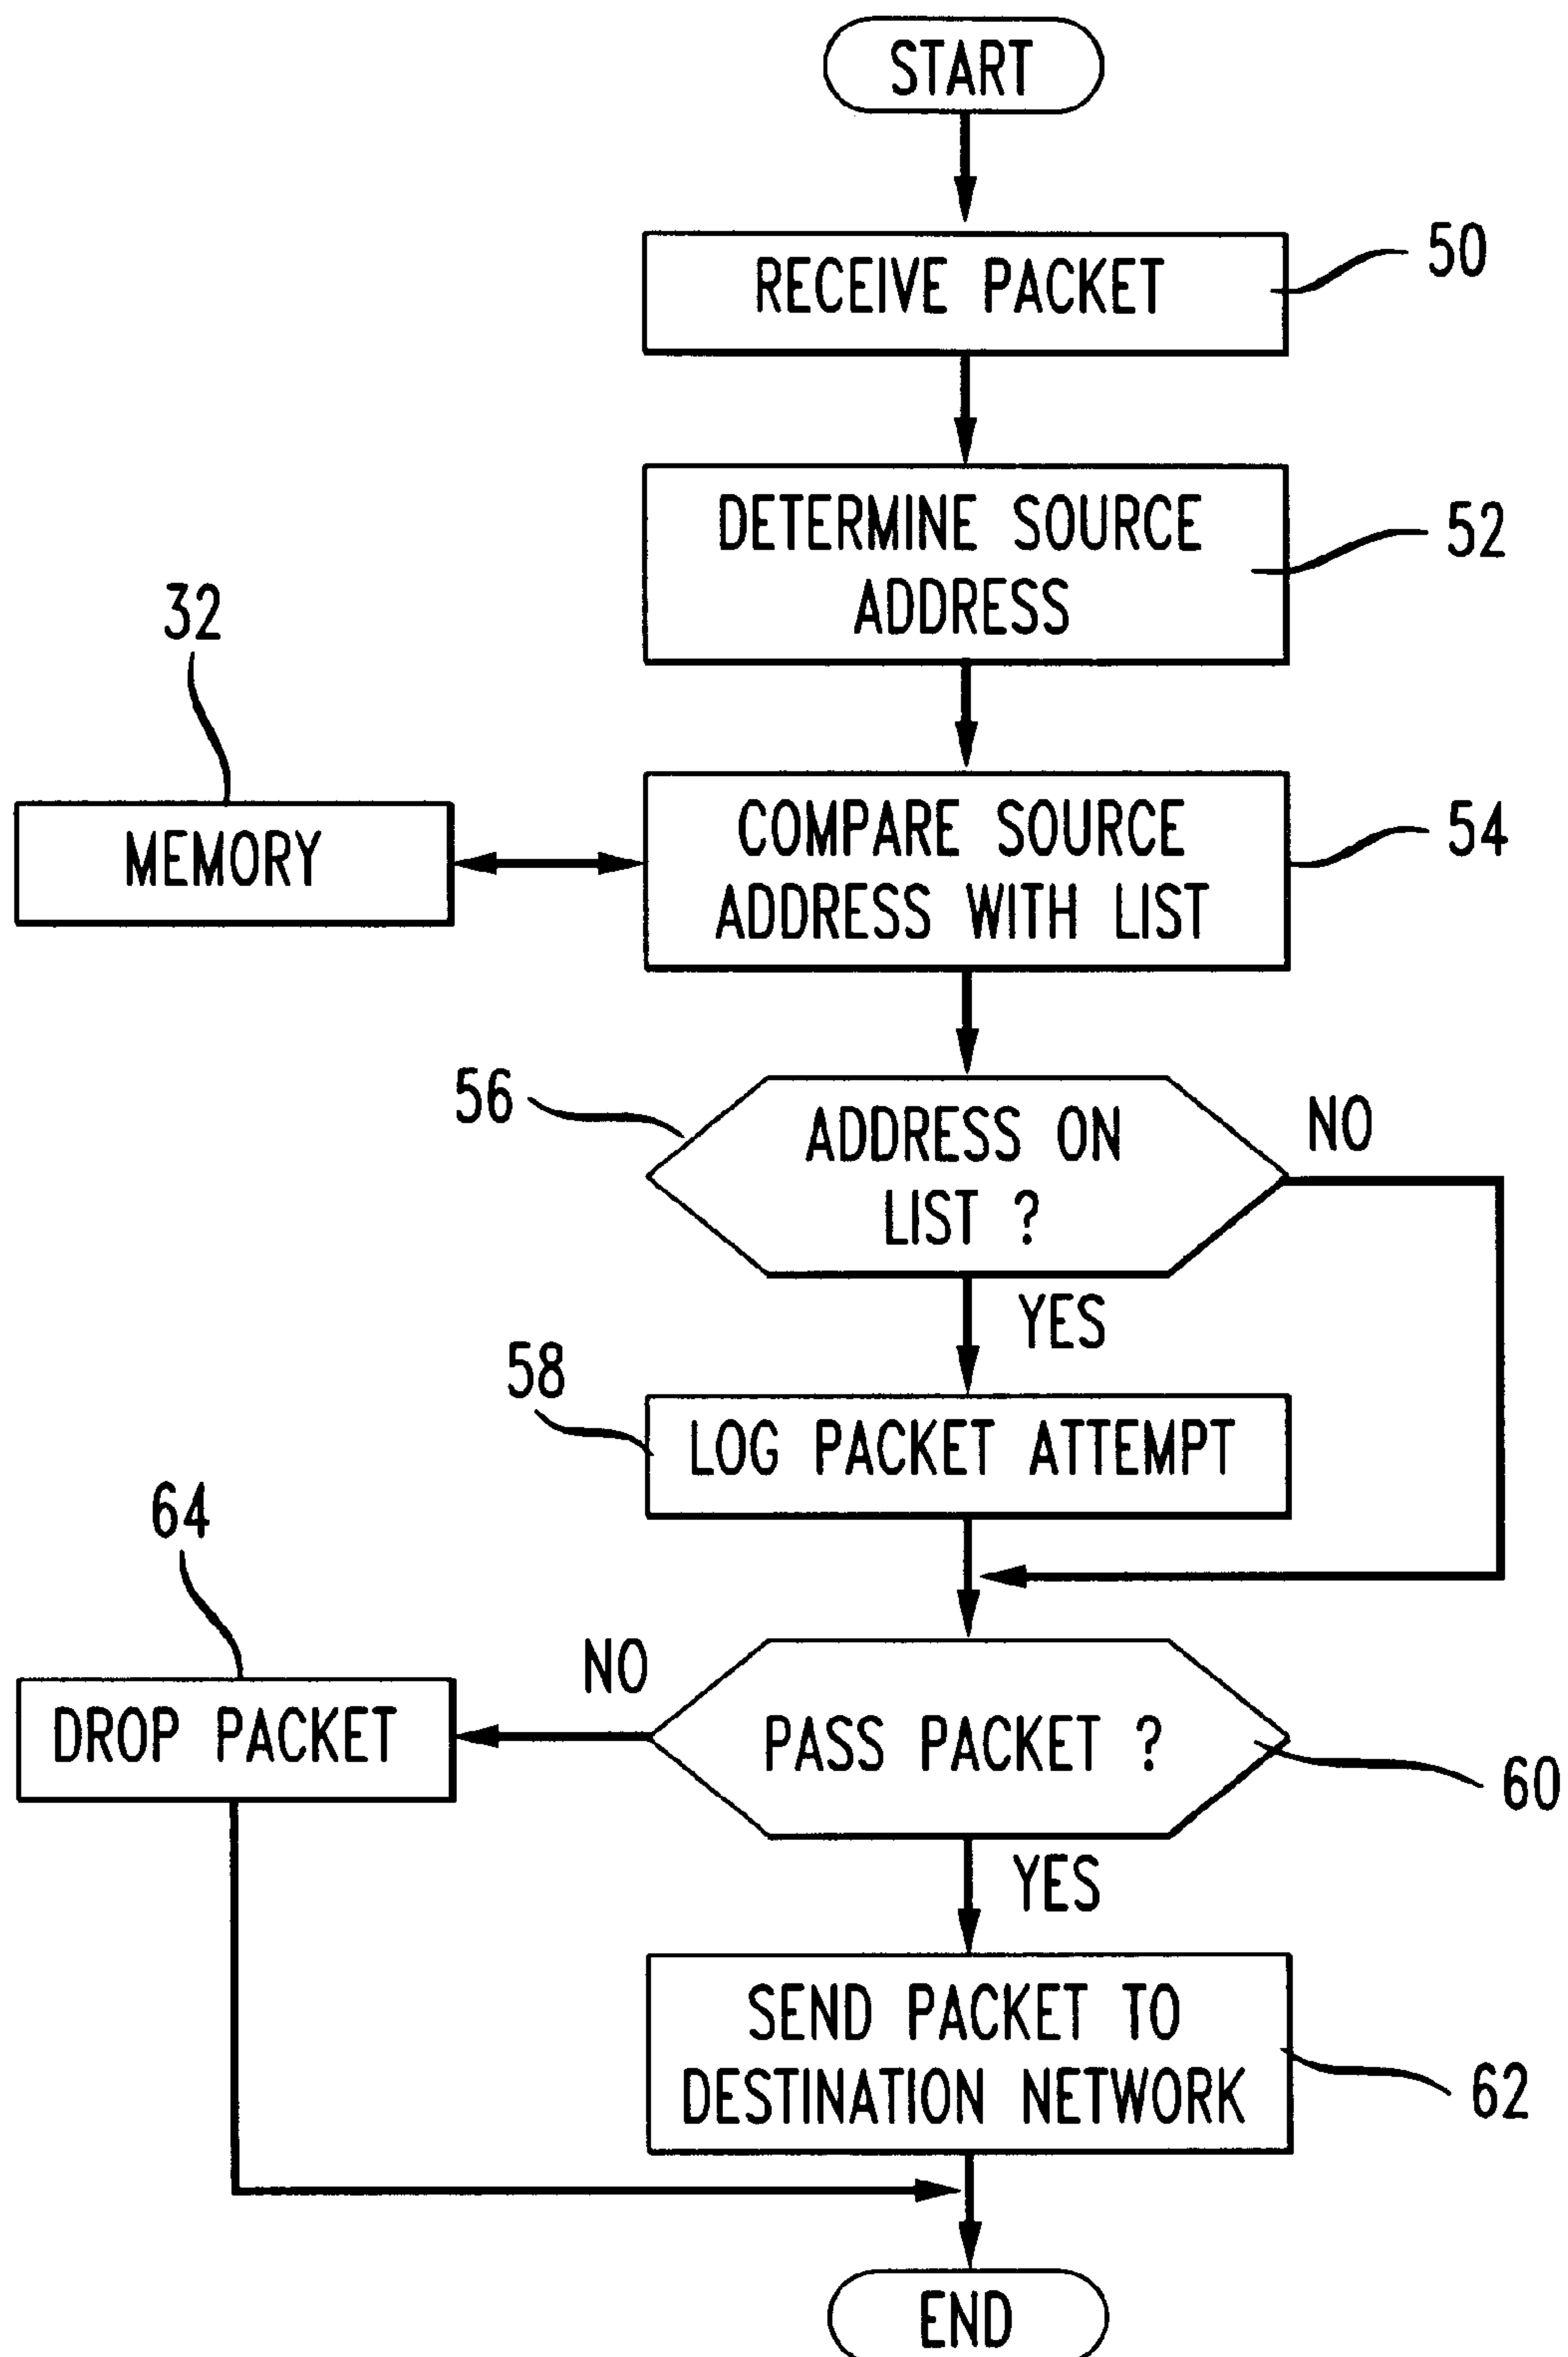 START
RECEIVE PACKET
50
DETERMINE SOURCE
ADDRESS
52
32
MEMORY
COMPARE SOURCE
ADDRESS WITH LIST
54
56
ADDRESS ON
LIST ?
NO
YES
58
LOG PACKET ATTEMPT
64
NO
DROP PACKET
PASS PACKET ?
60
YES
SEND PACKET TO
DESTINATION NETWORK
62
END